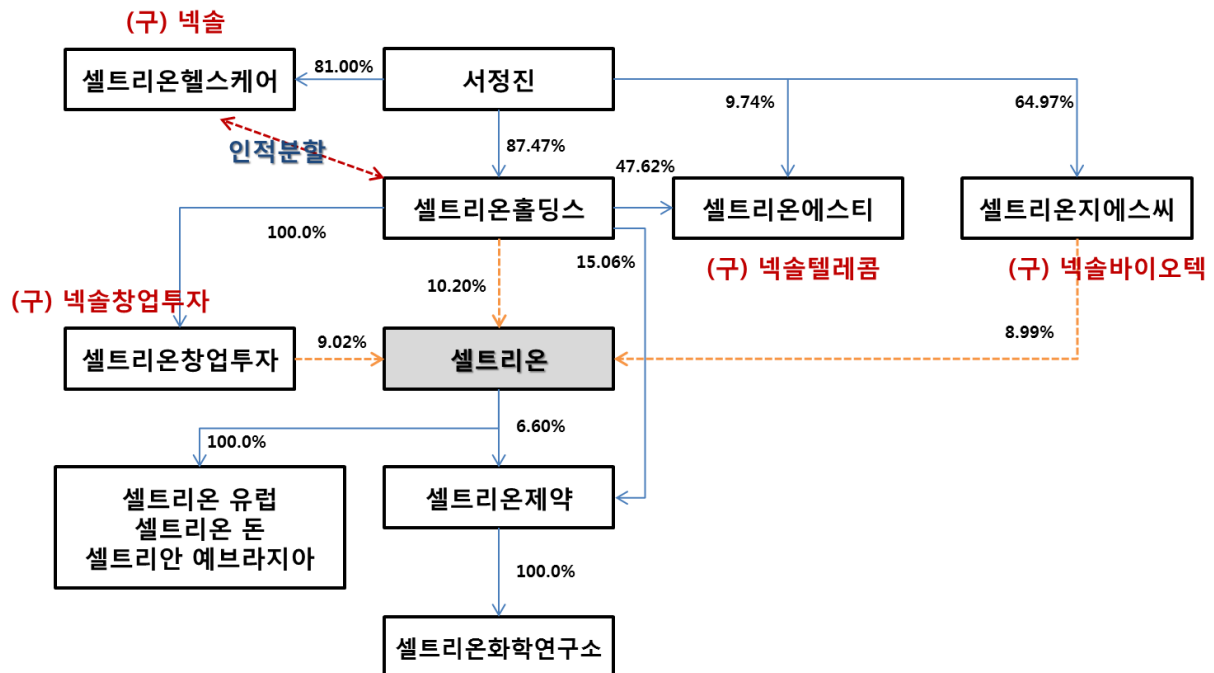 (구) 넥솔
셀트리온헬스케어
81.00%
서정진
9.74%
64.97%
인적분할
87.47%
47.62%
셀트리온홀딩스
셀트리온에스티
셀트리온지에스씨
100.0%
15.06%
(구) 넥솔텔레콤
(구) 넥솔바이오텍
10.20%
(구) 넥솔창업투자
셀트리온창업투자
9.02%
셀트리온
8.99%
6.60%
100.0%
셀트리온 유럽
셀트리온 돈
셀트리안 예브라지아
셀트리온제약
100.0%
셀트리온화학연구소